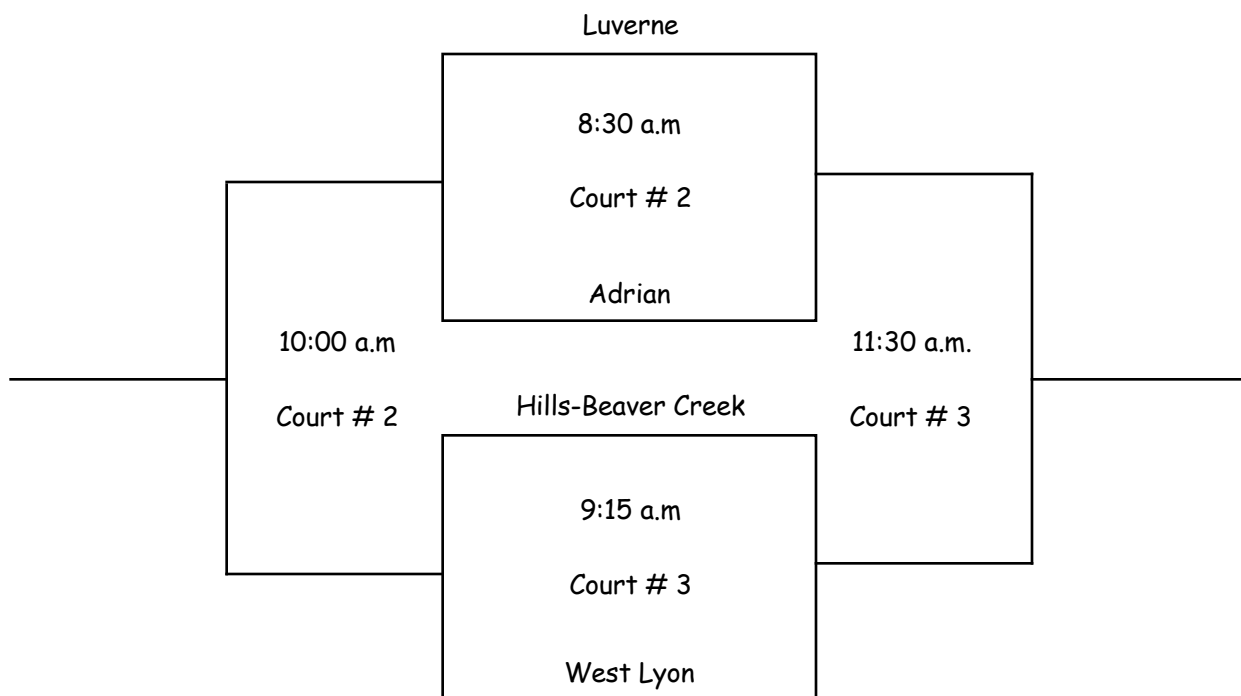 Luverne
8:30 a.m
Court # 2
Adrian
10:00 a.m
11:30 a.m.
Hills-Beaver Creek
Court # 2
Court # 3
9:15 a.m
Court # 3
West Lyon